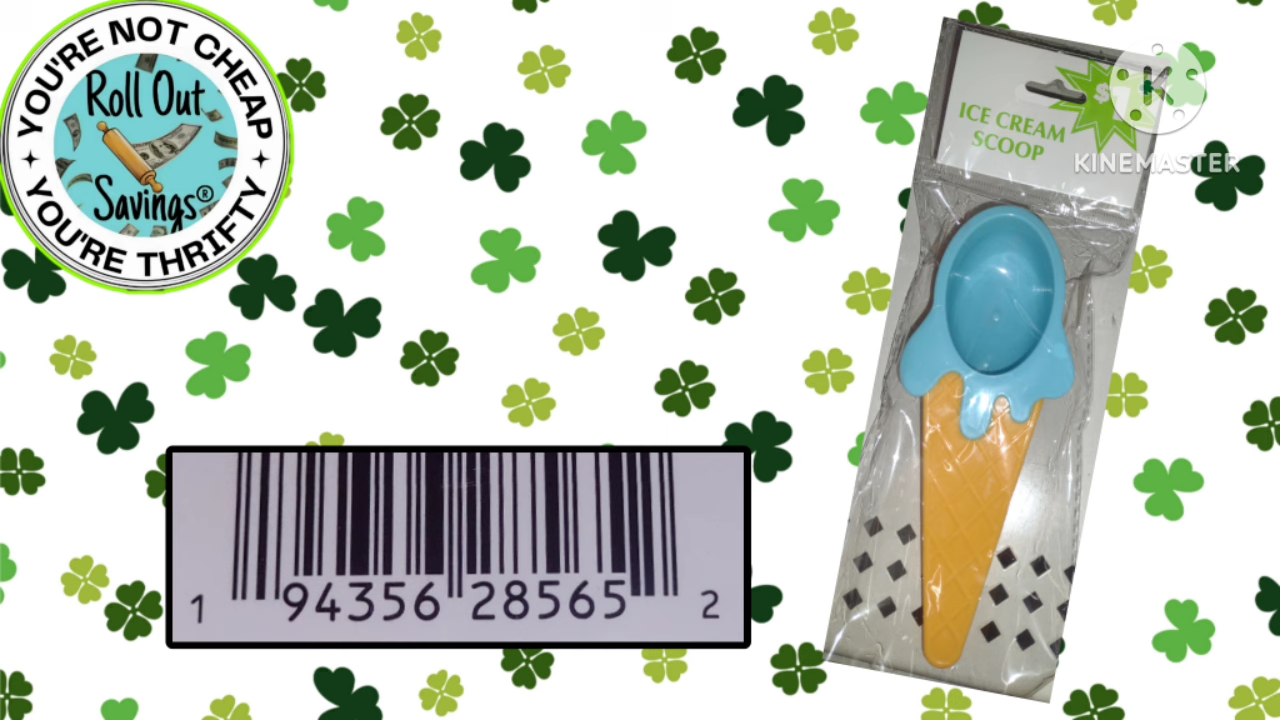 YOU'RE NOT CHEAP
Roll Out
Savings®
YOU'RE THRIFTY
ICE CREAM
SCOOP
K
KINEMASTER
1 94356 28565 2